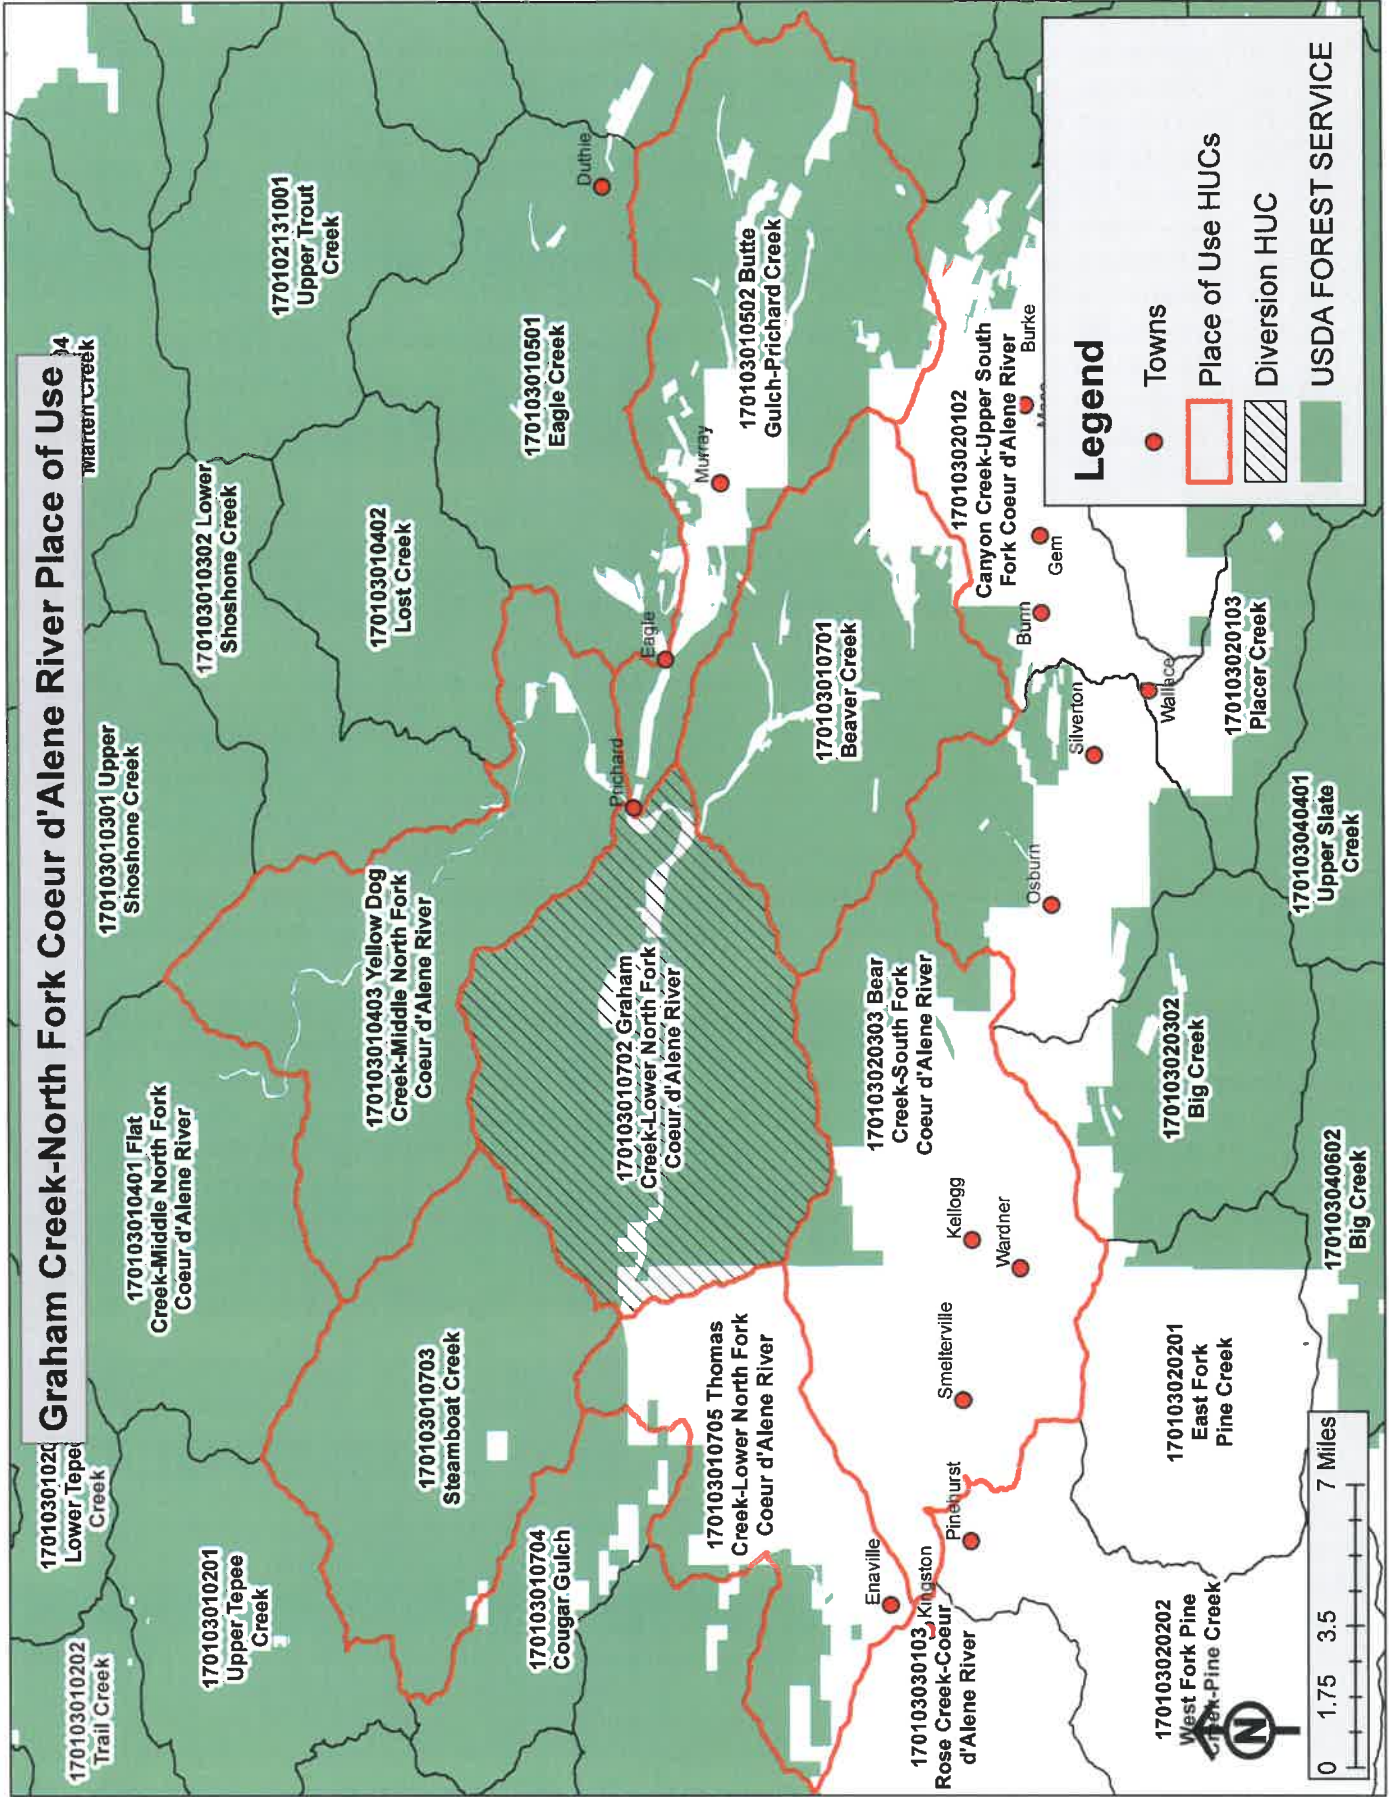 Graham Creek-North Fork Coeur d'Alene River Place of Use
Marten Creek
170103010202
Trail Creek
Lower Tepee
Creek
170103010201
Upper Tepee
Creek
170103010401 Flat
Creek-Middle North Fork
Coeur d'Alene River
170103010301 Upper
Shoshone Creek
170103010302 Lower
Shoshone Creek
170102131001
Upper Trout
Creek
170103010402
Lost Creek
170103010403 Yellow Dog
Creek-Middle North Fork
Coeur d'Alene River
170103010703
Steamboat Creek
170103010704
Cougar Gulch
170103010501
Eagle Creek
Duthie
170103010502 Butte
Gulch-Prichard Creek
Murray
Eagle
Prichard
170103010702 Graham
Creek-Lower North Fork
Coeur d'Alene River
170103010705 Thomas
Creek-Lower North Fork
Coeur d'Alene River
170103010701
Beaver Creek
170103020303 Bear
Creek-South Fork
Coeur d'Alene River
170103020102
Canyon Creek-Upper South
Fork Coeur d'Alene River
Burke
Gem
Bunn
Silverton
Wallace
Osburn
Kellogg
Wardner
Smelterville
Pinehurst
Enaville
Kingston
170103030103
Rose Creek-Coeur
d'Alene River
170103020202
West Fork Pine
Creek-Pine Creek
170103020201
East Fork
Pine Creek
170103020302
Big Creek
170103020103
Placer Creek
170103040401
Upper Slate
Creek
170103040602
Big Creek
Legend
Towns
Place of Use HUCs
Diversion HUC
USDA FOREST SERVICE
N
0 1.75 3.5 7 Miles